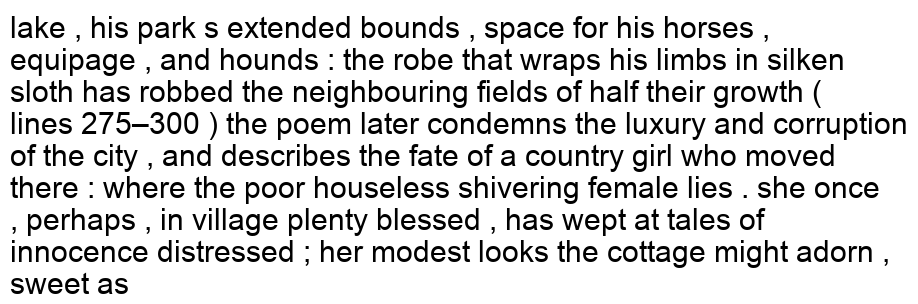 lake , his park s extended bounds , space for his horses ,
equipage , and hounds : the robe that wraps his limbs in silken
sloth has robbed the neighbouring fields of half their growth (
lines 275–300 ) the poem later condemns the luxury and corruption
of the city , and describes the fate of a country girl who moved
there : where the poor houseless shivering female lies . she once
, perhaps , in village plenty blessed , has wept at tales of
innocence distressed ; her modest looks the cottage might adorn ,
sweet as